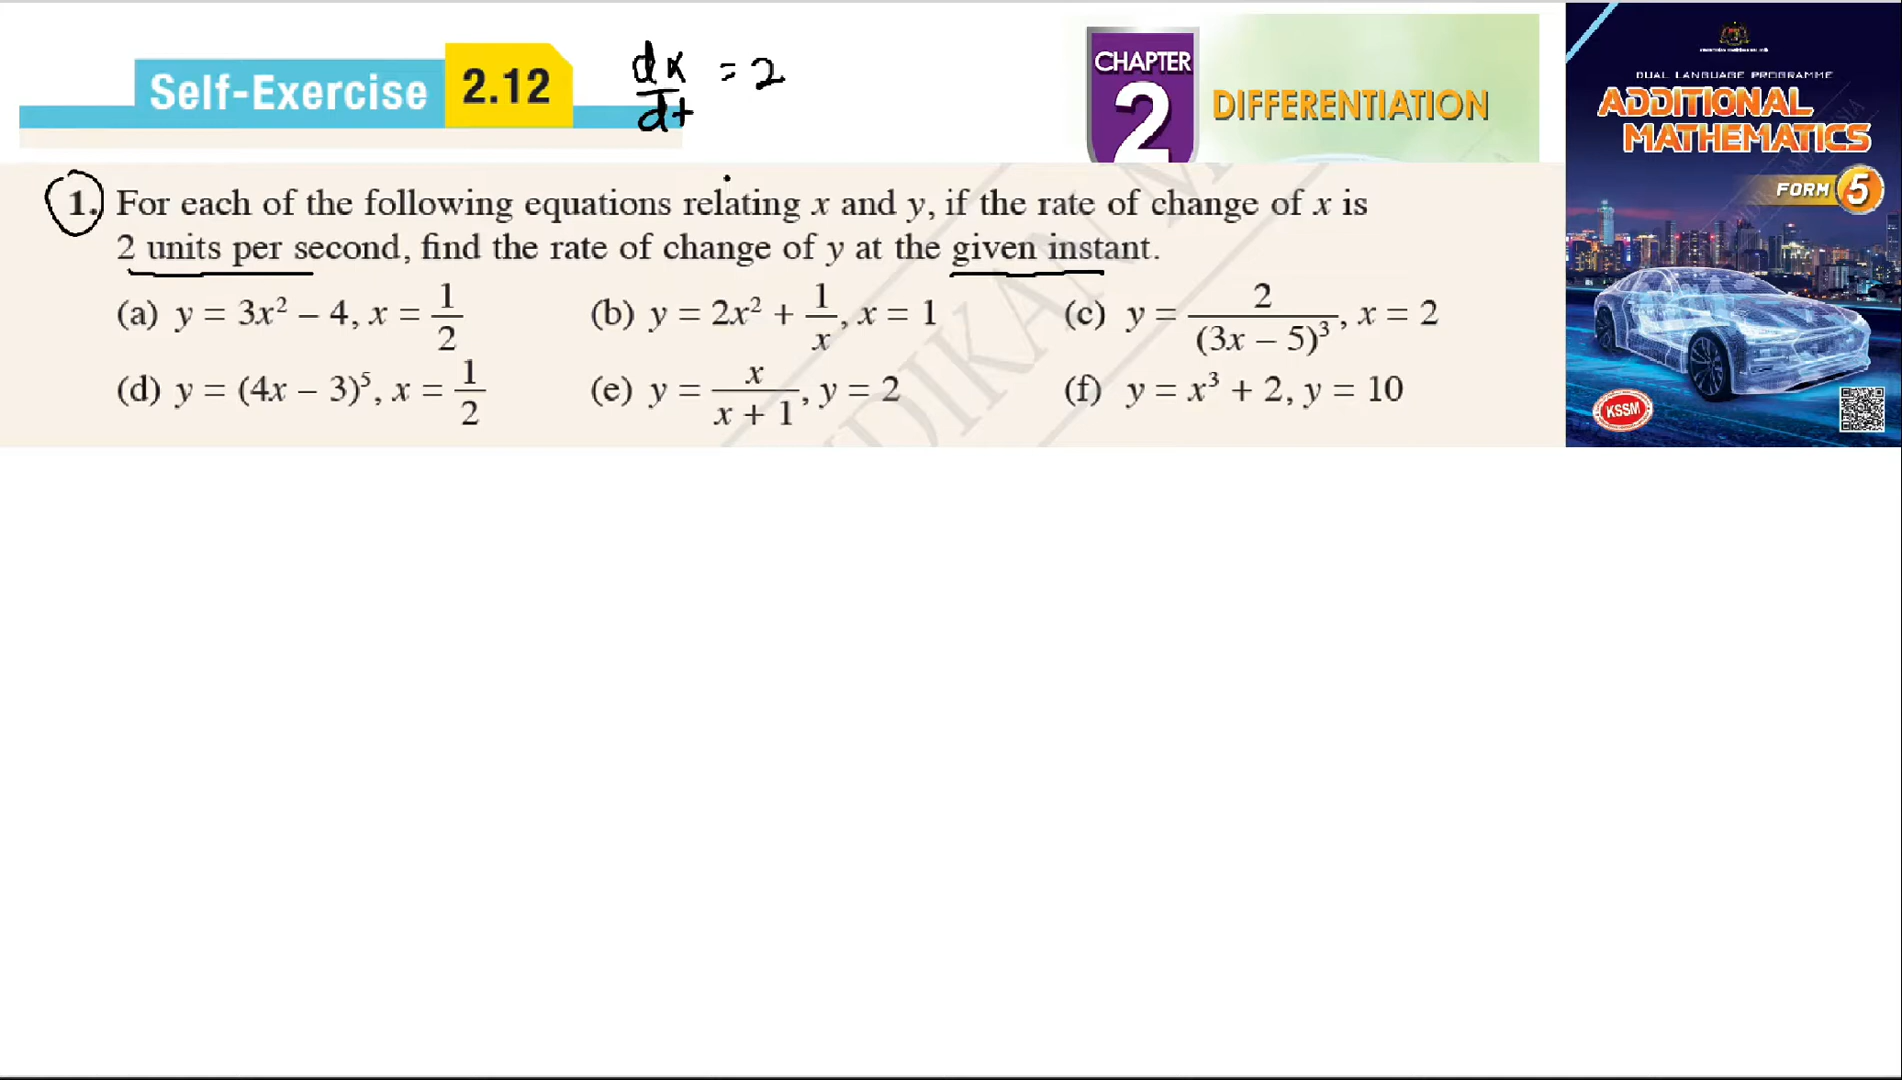 Self-Exercise 2.12
dx/dt = 2
CHAPTER 2
DIFFERENTIATION
DUAL LANGUAGE PROGRAMME
ADDITIONAL
MATHEMATICS
FORM 5
KSSM
1. For each of the following equations relating x and y, if the rate of change of x is
2 units per second, find the rate of change of y at the given instant.
(a) y = 3x² – 4, x = 1/2 (b) y = 2x² + 1/x, x = 1 (c) y = 2/(3x – 5)³, x = 2
(d) y = (4x – 3)⁵, x = 1/2 (e) y = x/(x + 1), y = 2 (f) y = x³ + 2, y = 10